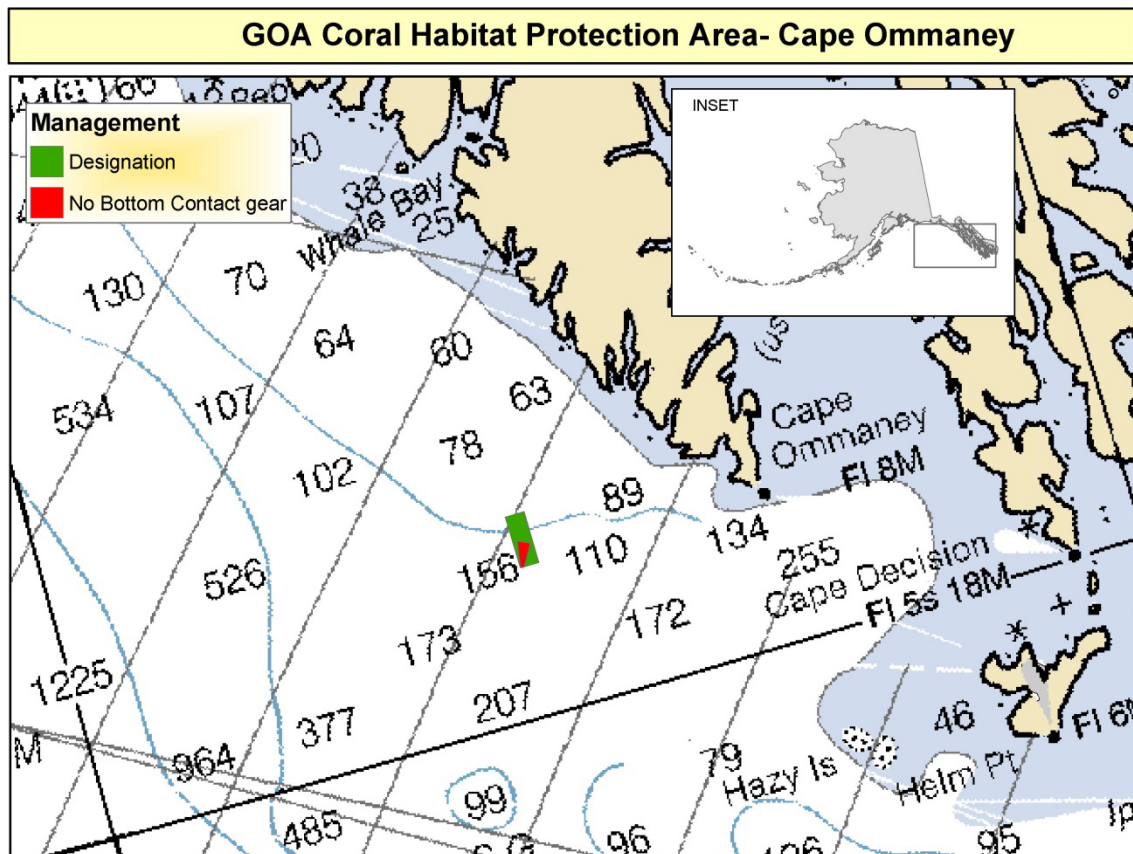 GOA Coral Habitat Protection Area- Cape Ommaney
Management
Designation
No Bottom Contact gear
INSET
20
38
Whale Bay
25
130
70
64
60
63
534
107
78
102
89
Cape
Ommaney
Fl 8M
134
156
110
255
526
Cape Decision
Fl 5s 18M
173
172
1225
207
377
46
Fl 6M
M
964
79
Hazy Is
Helm Pt
99
485
96
95